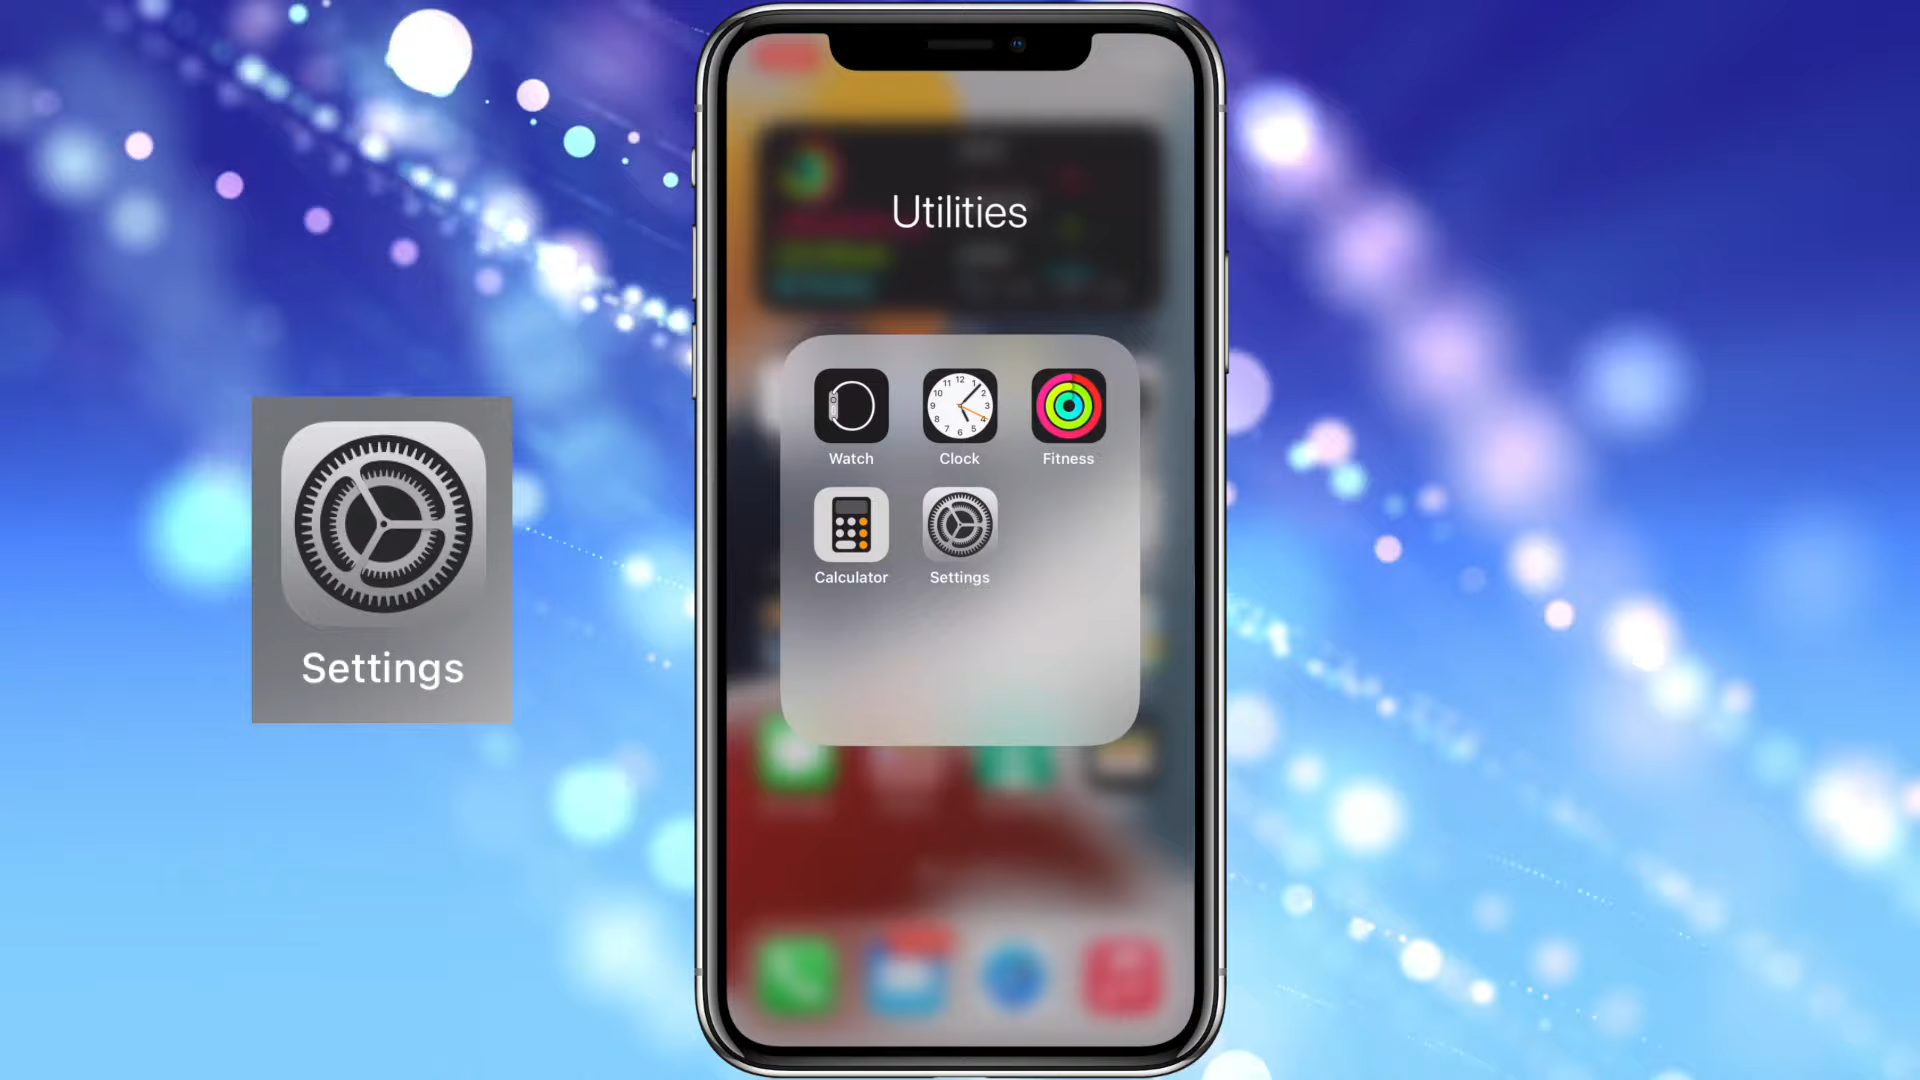 Utilities
Watch
Clock
Fitness
Calculator
Settings
Settings